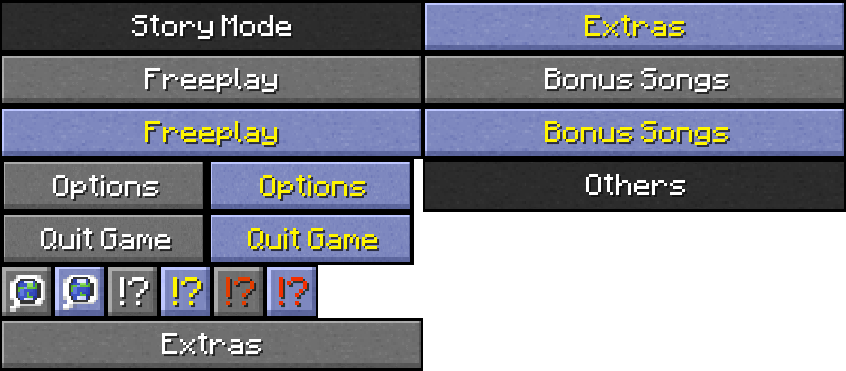 Story Mode
Extras
Freeplay
Bonus Songs
Freeplay
Bonus Songs
Options
Options
Others
Quit Game
Quit Game
!?
!?
!?
!?
Extras